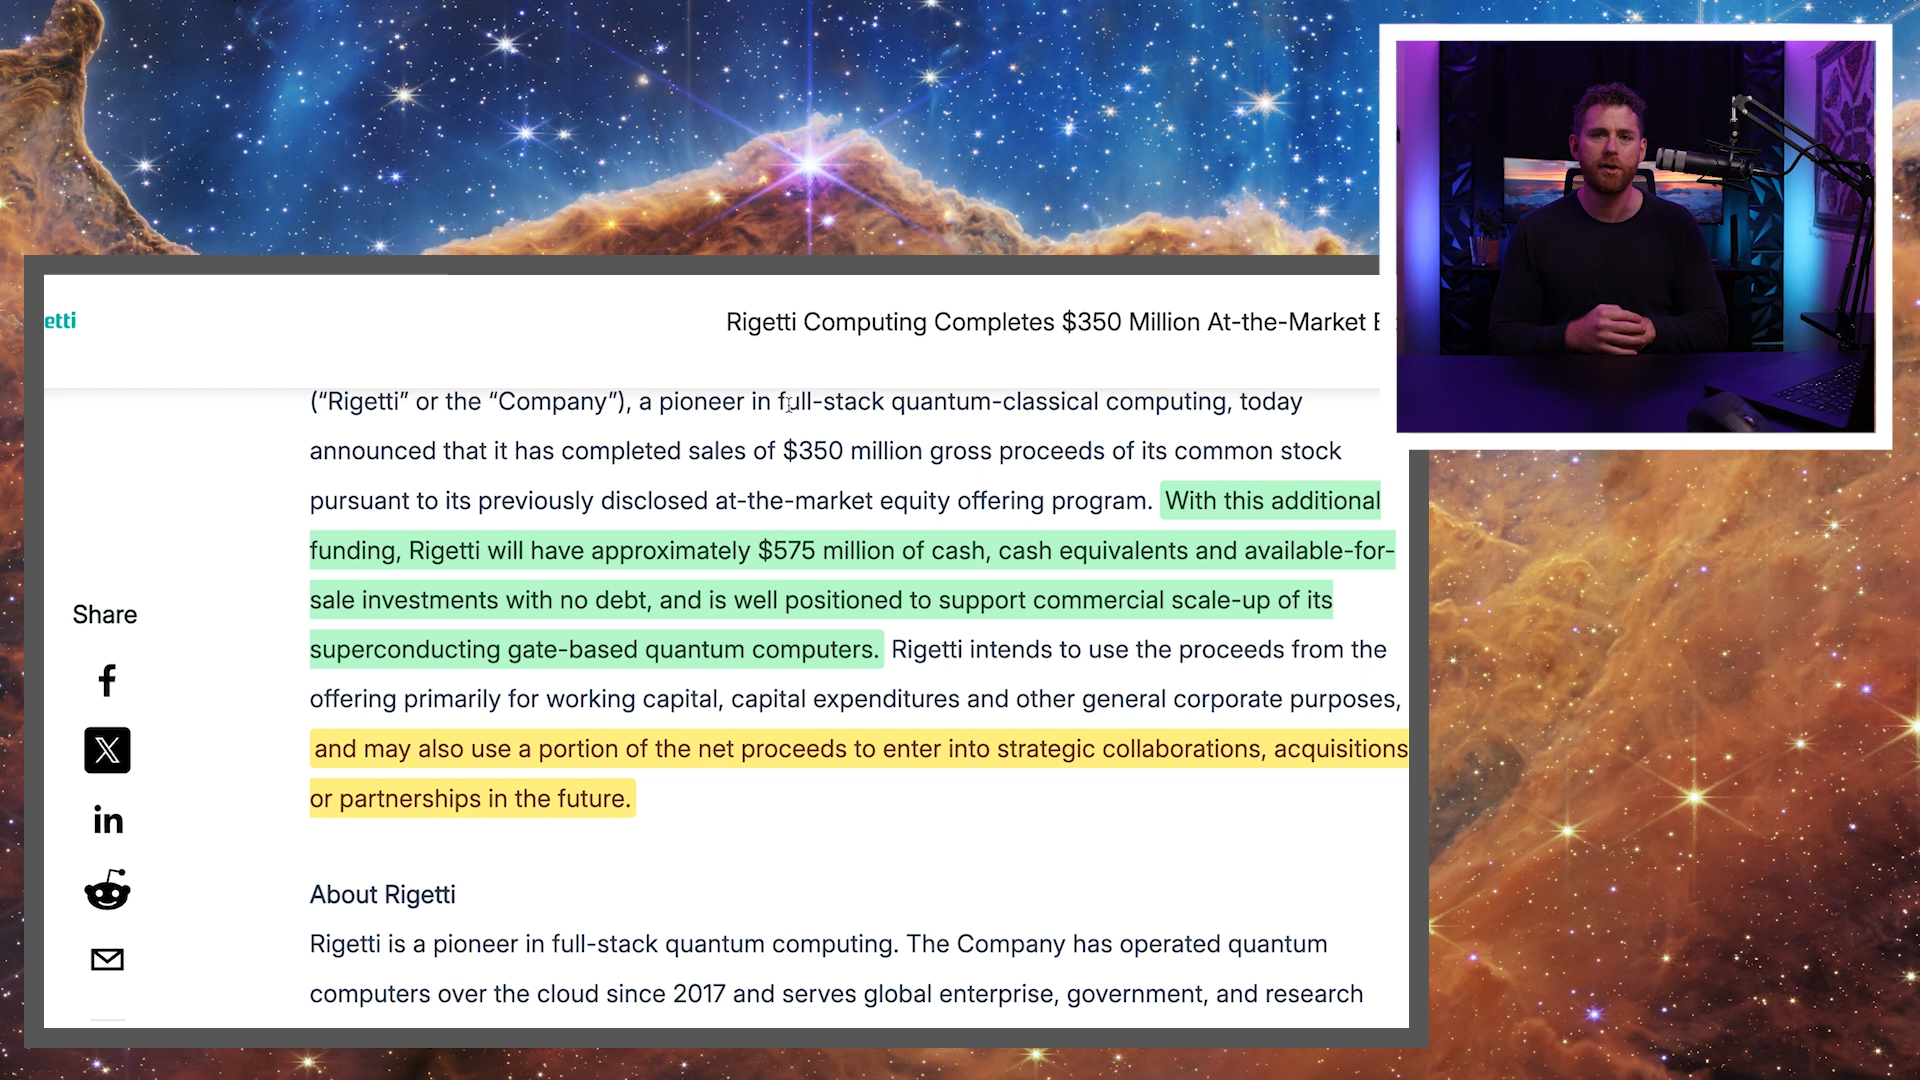 etti
Rigetti Computing Completes $350 Million At-the-Market
(“Rigetti” or the “Company”), a pioneer in full-stack quantum-classical computing, today
announced that it has completed sales of $350 million gross proceeds of its common stock
pursuant to its previously disclosed at-the-market equity offering program. With this additional
funding, Rigetti will have approximately $575 million of cash, cash equivalents and available-for-
sale investments with no debt, and is well positioned to support commercial scale-up of its
superconducting gate-based quantum computers. Rigetti intends to use the proceeds from the
offering primarily for working capital, capital expenditures and other general corporate purposes,
and may also use a portion of the net proceeds to enter into strategic collaborations, acquisitions
or partnerships in the future.
Share
About Rigetti
Rigetti is a pioneer in full-stack quantum computing. The Company has operated quantum
computers over the cloud since 2017 and serves global enterprise, government, and research